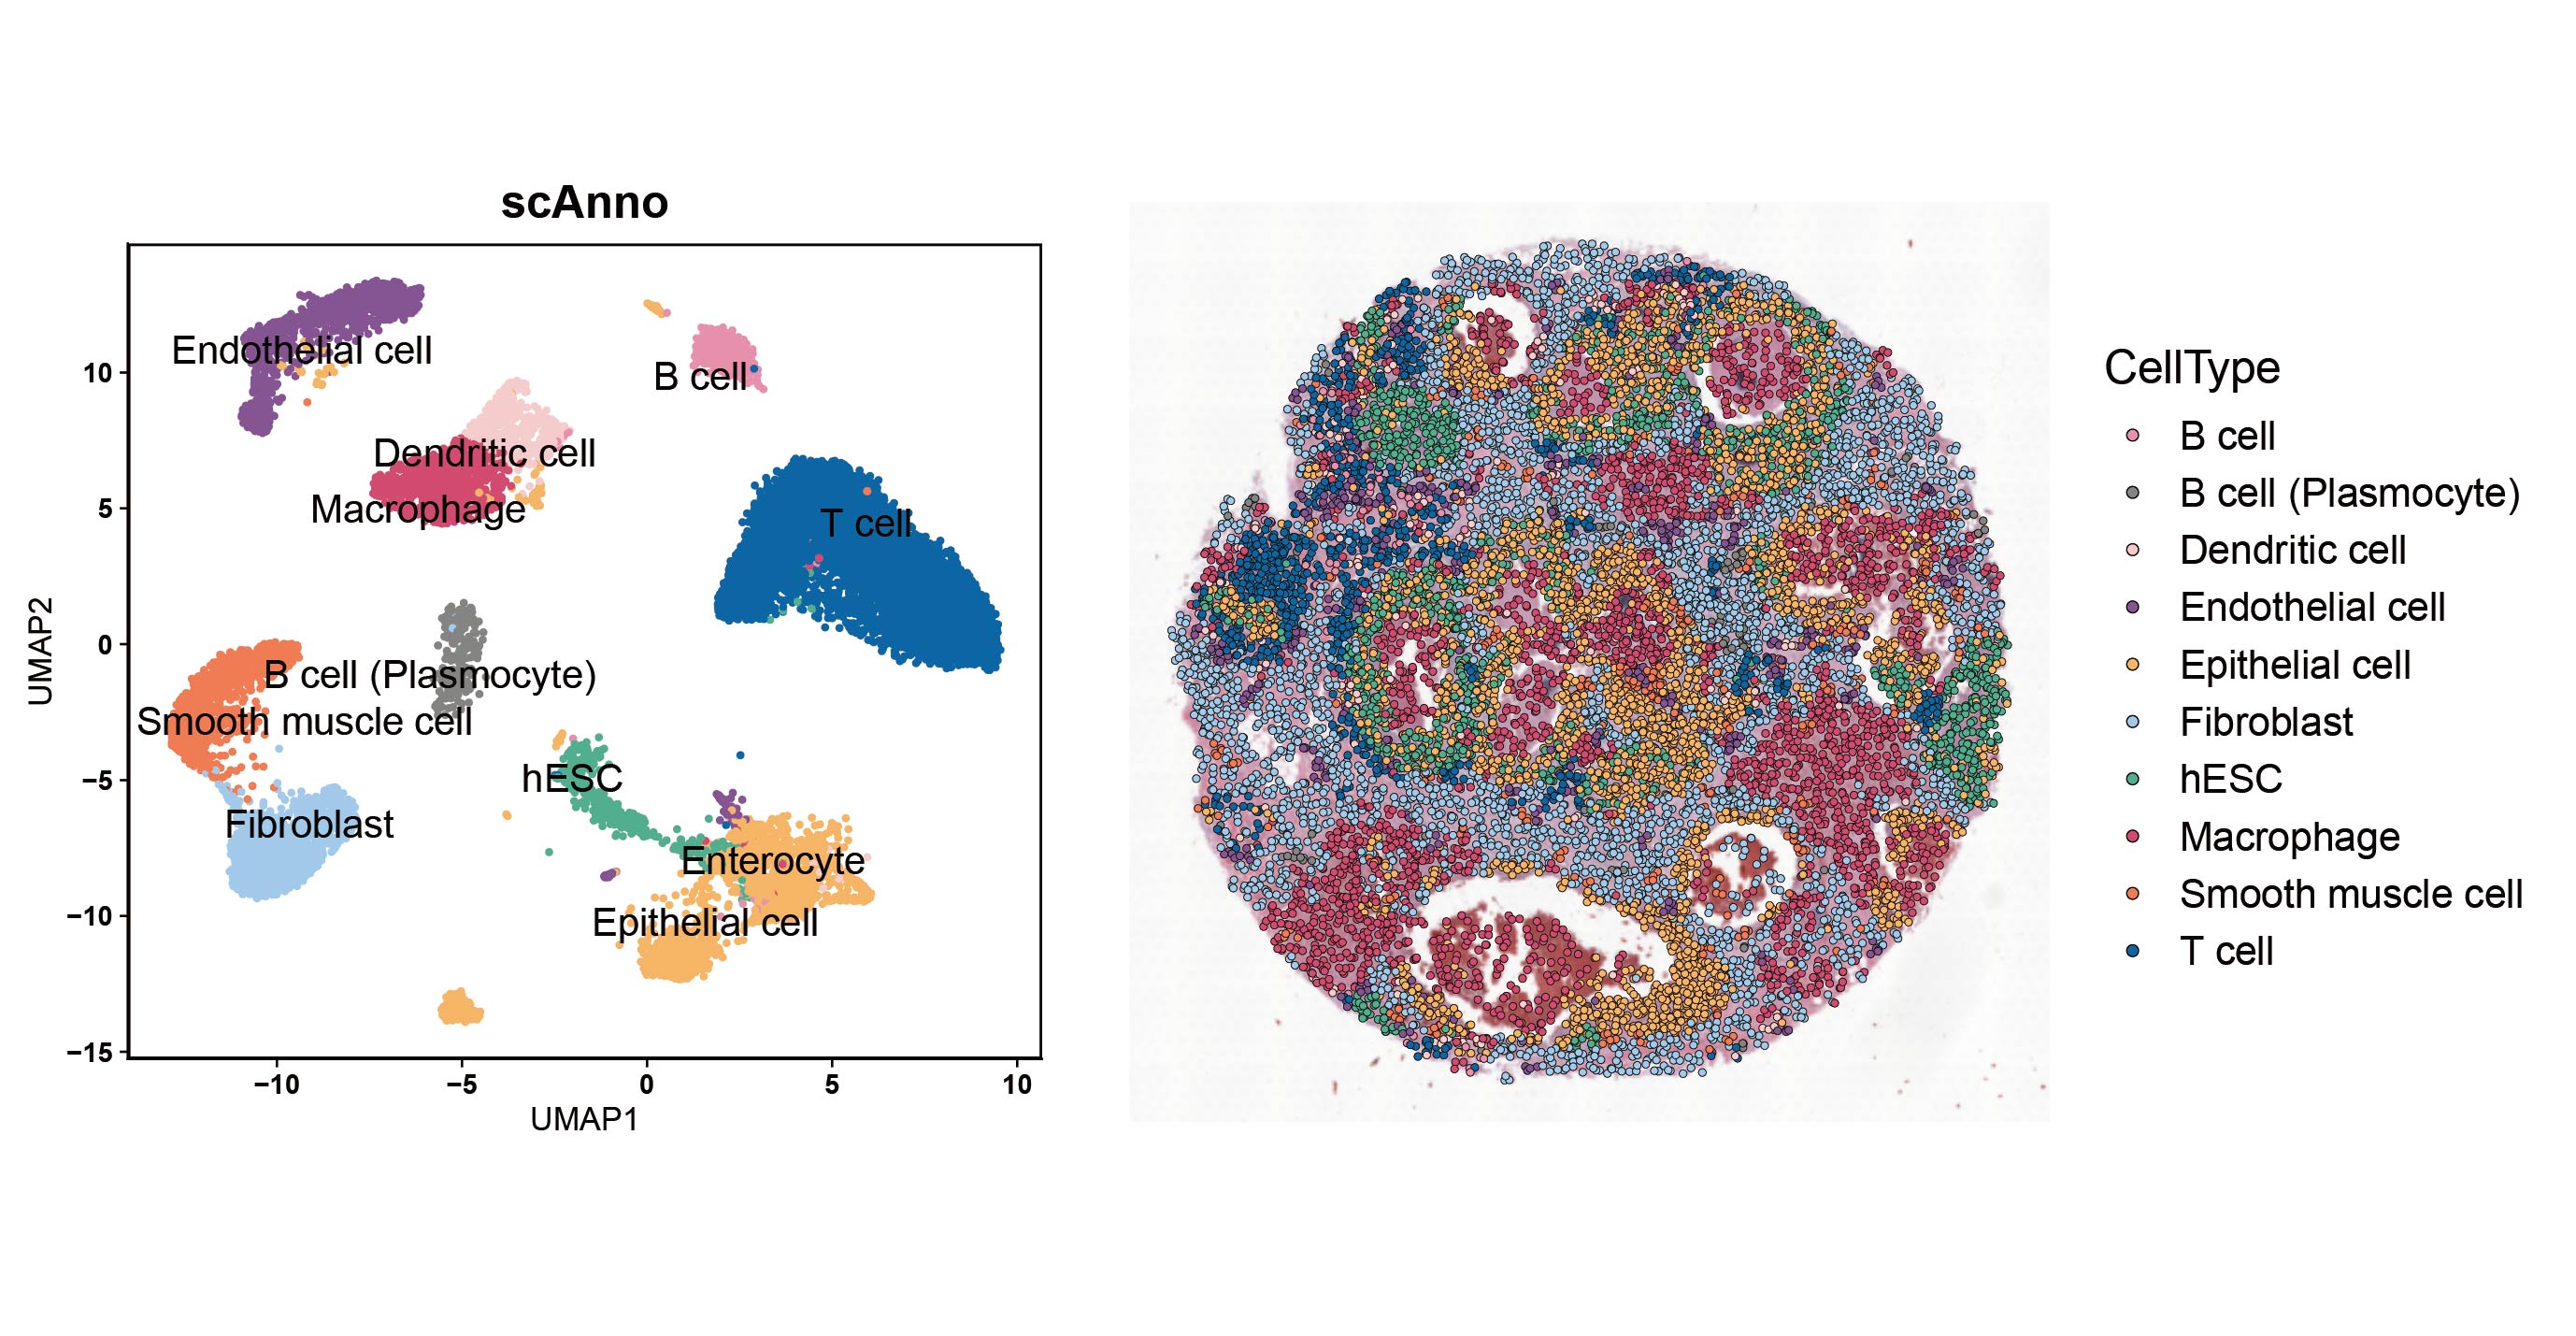 scAnno
Endothelial cell
B cell
Dendritic cell
Macrophage
T cell
B cell (Plasmocyte)
Smooth muscle cell
hESC
Fibroblast
Enterocyte
Epithelial cell
10
5
0
−5
−10
−15
UMAP2
−10
−5
0
5
10
UMAP1
CellType
B cell
B cell (Plasmocyte)
Dendritic cell
Endothelial cell
Epithelial cell
Fibroblast
hESC
Macrophage
Smooth muscle cell
T cell